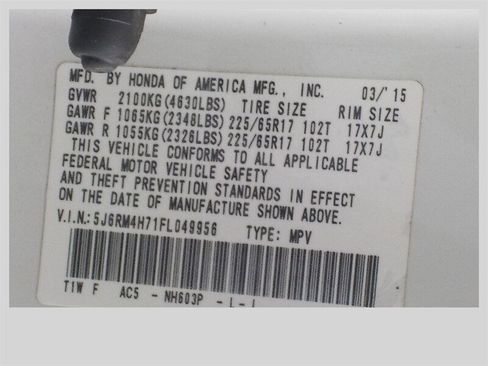 MFD. BY HONDA OF AMERICA MFG., INC. 03/'15
GVWR 2100KG(4630LBS) TIRE SIZE RIM SIZE
GAWR F 1065KG(2348LBS) 225/65R17 102T 17X7J
GAWR R 1055KG(2326LBS) 225/65R17 102T 17X7J
THIS VEHICLE CONFORMS TO ALL APPLICABLE
FEDERAL MOTOR VEHICLE SAFETY
AND THEFT PREVENTION STANDARDS IN EFFECT
ON THE DATE OF MANUFACTURE SHOWN ABOVE.
V.I.N.:5J6RM4H71FL049956 TYPE: MPV
T1W F AC5 - NH603P - L -